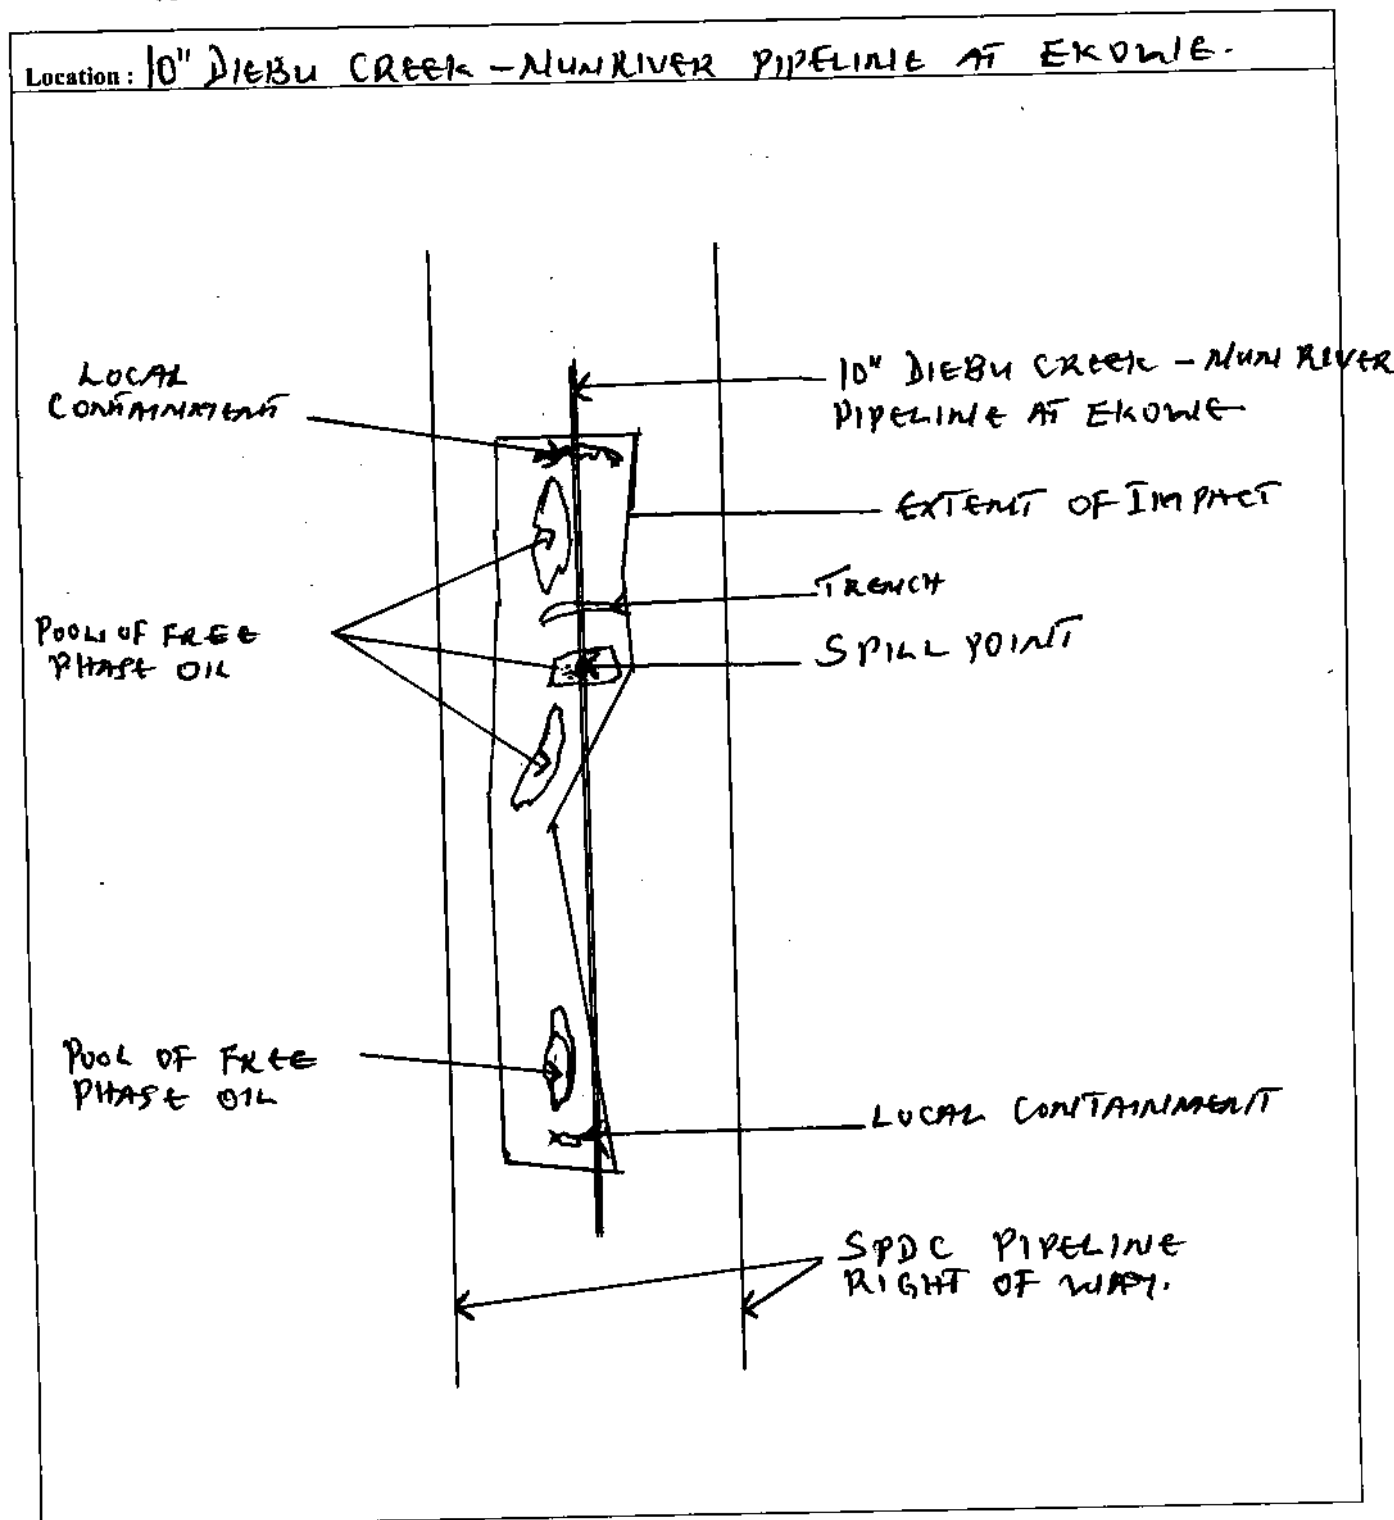 Location: 10" DIEBU CREEK - NUN RIVER PIPELINE AT EKOWE.
LOCAL
CONTAINMENT
10" DIEBU CREEK - NUN RIVER
PIPELINE AT EKOWE
EXTENT OF IMPACT
TRENCH
SPILL POINT
POOL OF FREE
PHASE OIL
POOL OF FREE
PHASE OIL
LOCAL CONTAINMENT
SPDC PIPELINE
RIGHT OF WAY.